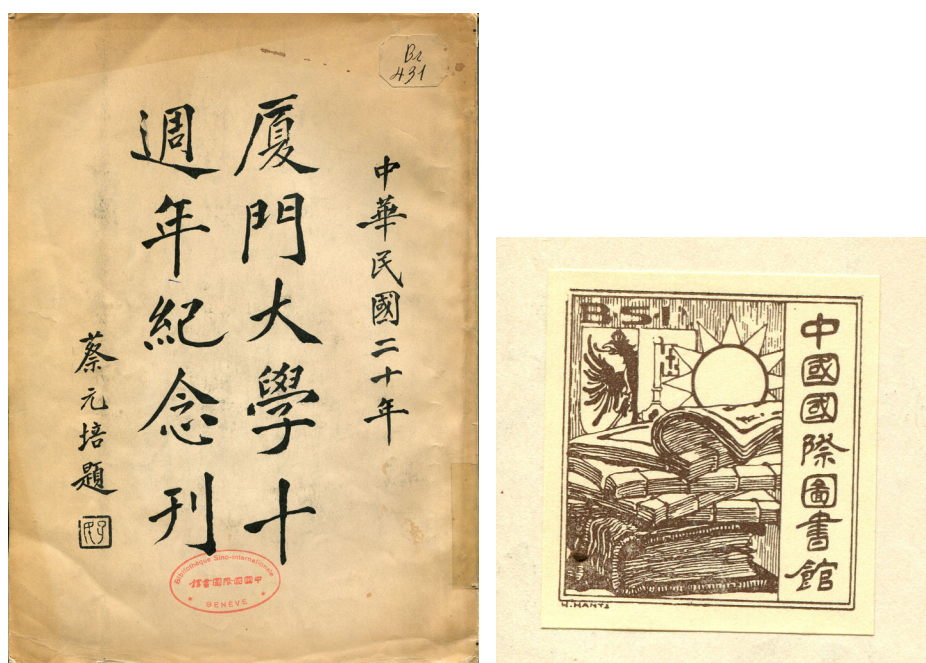 Bc
431
中華民國二十年
厦門大學十
週年紀念刊
蔡元培題
Bibliothèque Sino-Internationale
中國國际圖書館
GENÈVE
B.S.I.
中國國際圖書館
H.HANTZ